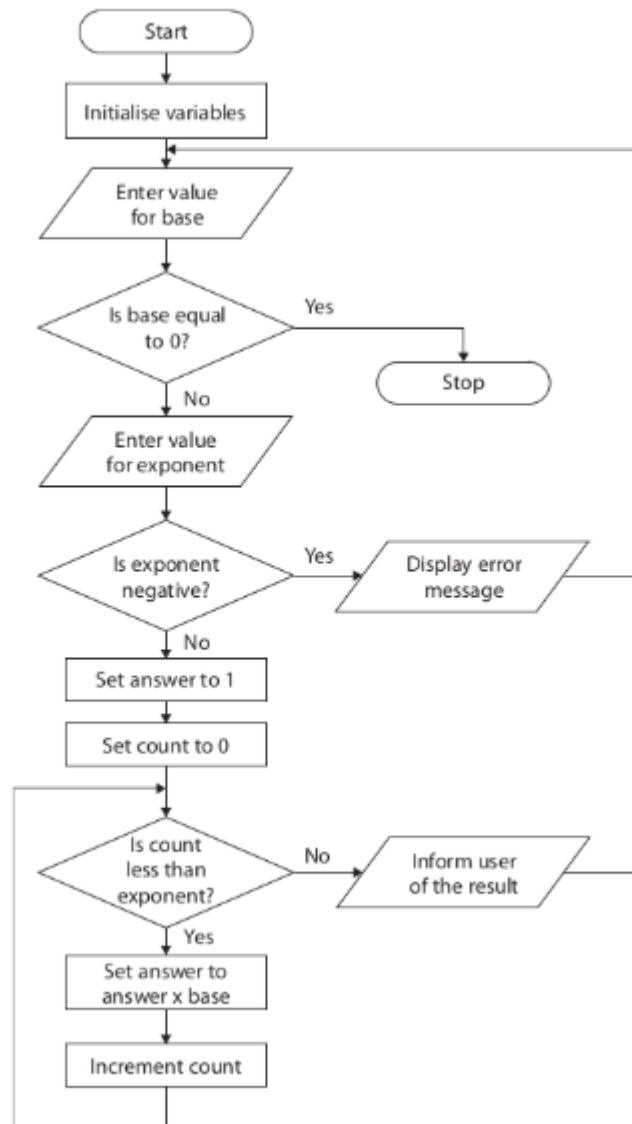 Start
Initialise variables
Enter value
for base
Is base equal
to 0?
Yes
Stop
No
Enter value
for exponent
Is exponent
negative?
Yes
Display error
message
No
Set answer to 1
Set count to 0
Is count
less than
exponent?
No
Inform user
of the result
Yes
Set answer to
answer x base
Increment count